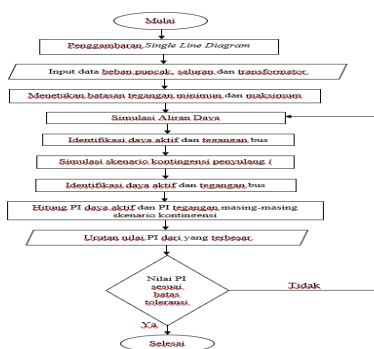 Mulai
Penggambaran Single Line Diagram
Input data beban puncak, saluran dan transformator
Menetukan batasan tegangan minimun dan maksimum
Simulasi Aliran Daya
Identifikasi daya aktif dan tegangan bus
Simulasi skenario kontingensi penyulang l
Identifikasi daya aktif dan tegangan bus
Hitung PI daya aktif dan PI tegangan masing-masing
skenario kontingensi
Urutan nilai PI dari yang terbesar
Nilai PI
sesuai
batas
toleransi
Tidak
Ya
Selesai